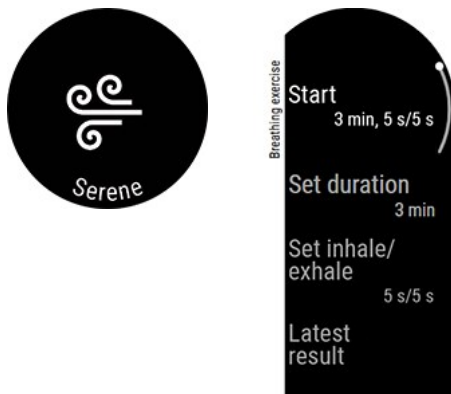 Serene
Breathing exercise
Start
3 min, 5 s/5 s
Set duration
3 min
Set inhale/
exhale
5 s/5 s
Latest
result